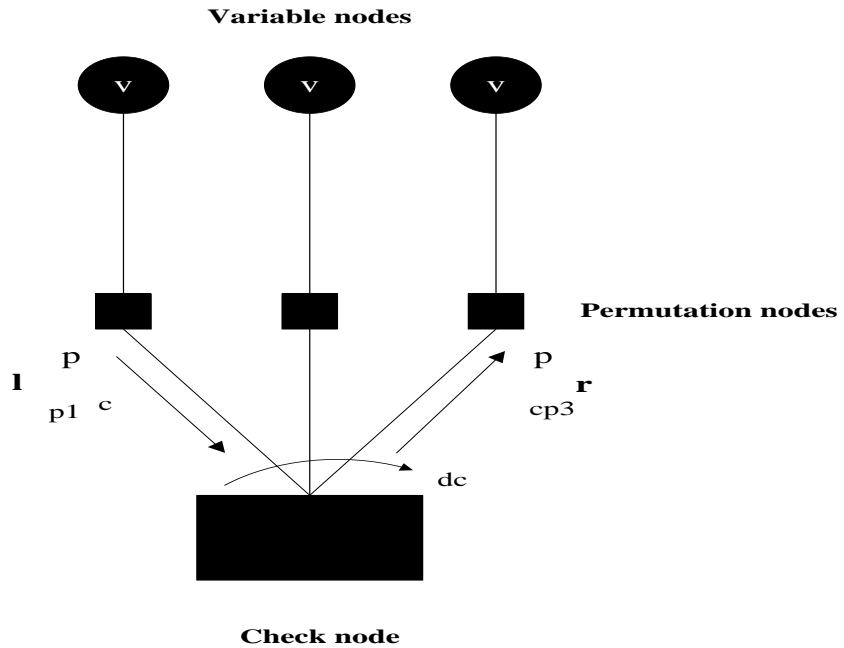 Variable nodes
v v v
Permutation nodes
p p
l r
p1 c cp3
dc
Check node